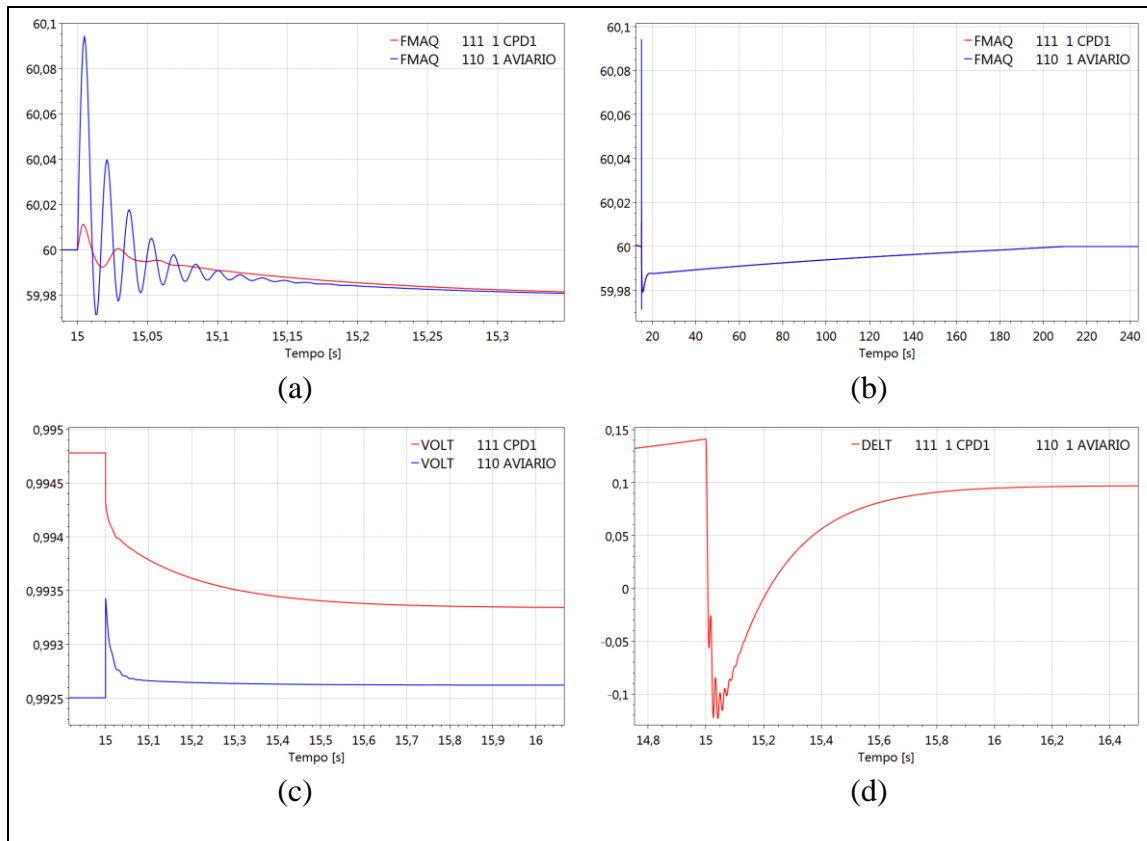 60,1
60,08
60,06
60,04
60,02
60
59,98
FMAQ 111 1 CPD1
FMAQ 110 1 AVIARIO
15 15,05 15,1 15,15 15,2 15,25 15,3
Tempo [s]
(a)
60,1
60,08
60,06
60,04
60,02
60
59,98
FMAQ 111 1 CPD1
FMAQ 110 1 AVIARIO
20 40 60 80 100 120 140 160 180 200 220 240
Tempo [s]
(b)
0,995
0,9945
0,994
0,9935
0,993
0,9925
VOLT 111 CPD1
VOLT 110 AVIARIO
15 15,1 15,2 15,3 15,4 15,5 15,6 15,7 15,8 15,9 16
Tempo [s]
(c)
0,15
0,1
0,05
0
-0,05
-0,1
DELT 111 1 CPD1 110 1 AVIARIO
14,8 15 15,2 15,4 15,6 15,8 16 16,2 16,4
Tempo [s]
(d)